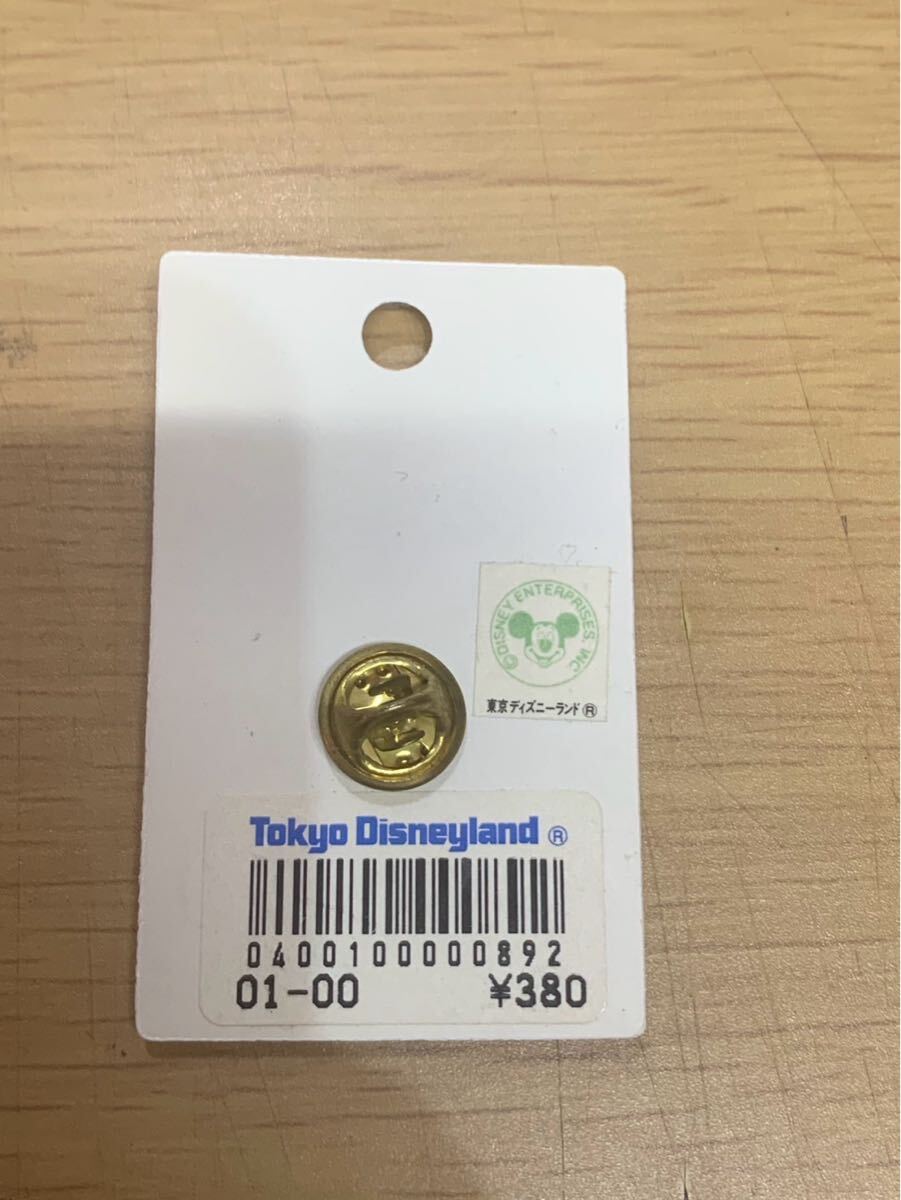 ©DISNEY ENTERPRISES, INC
東京ディズニーランド®
Tokyo Disneyland®
0400100000892
01-00 ¥380